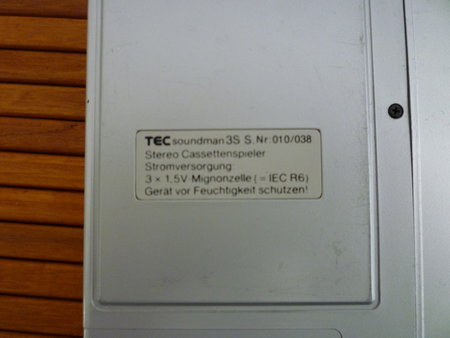 TEC soundman 3S S. Nr: 010/038
Stereo Cassettenspieler
Stromversorgung:
3 × 1,5V-Mignonzelle (= IEC R6)
Gerät vor Feuchtigkeit schützen!